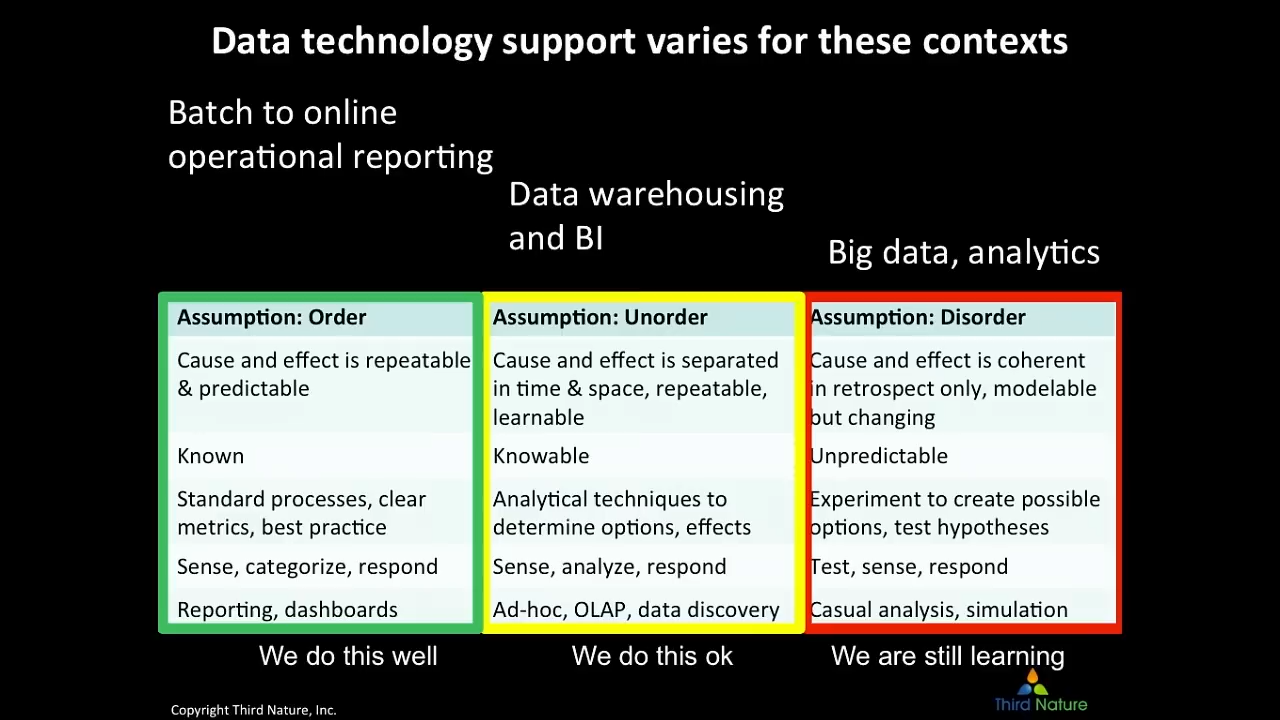 Data technology support varies for these contexts
Batch to online
operational reporting
Data warehousing
and BI
Big data, analytics
Assumption: Order
Cause and effect is repeatable
& predictable
Known
Standard processes, clear
metrics, best practice
Sense, categorize, respond
Reporting, dashboards
We do this well
Assumption: Unorder
Cause and effect is separated
in time & space, repeatable,
learnable
Knowable
Analytical techniques to
determine options, effects
Sense, analyze, respond
Ad-hoc, OLAP, data discovery
We do this ok
Assumption: Disorder
Cause and effect is coherent
in retrospect only, modelable
but changing
Unpredictable
Experiment to create possible
options, test hypotheses
Test, sense, respond
Casual analysis, simulation
We are still learning
Copyright Third Nature, Inc.
Third Nature